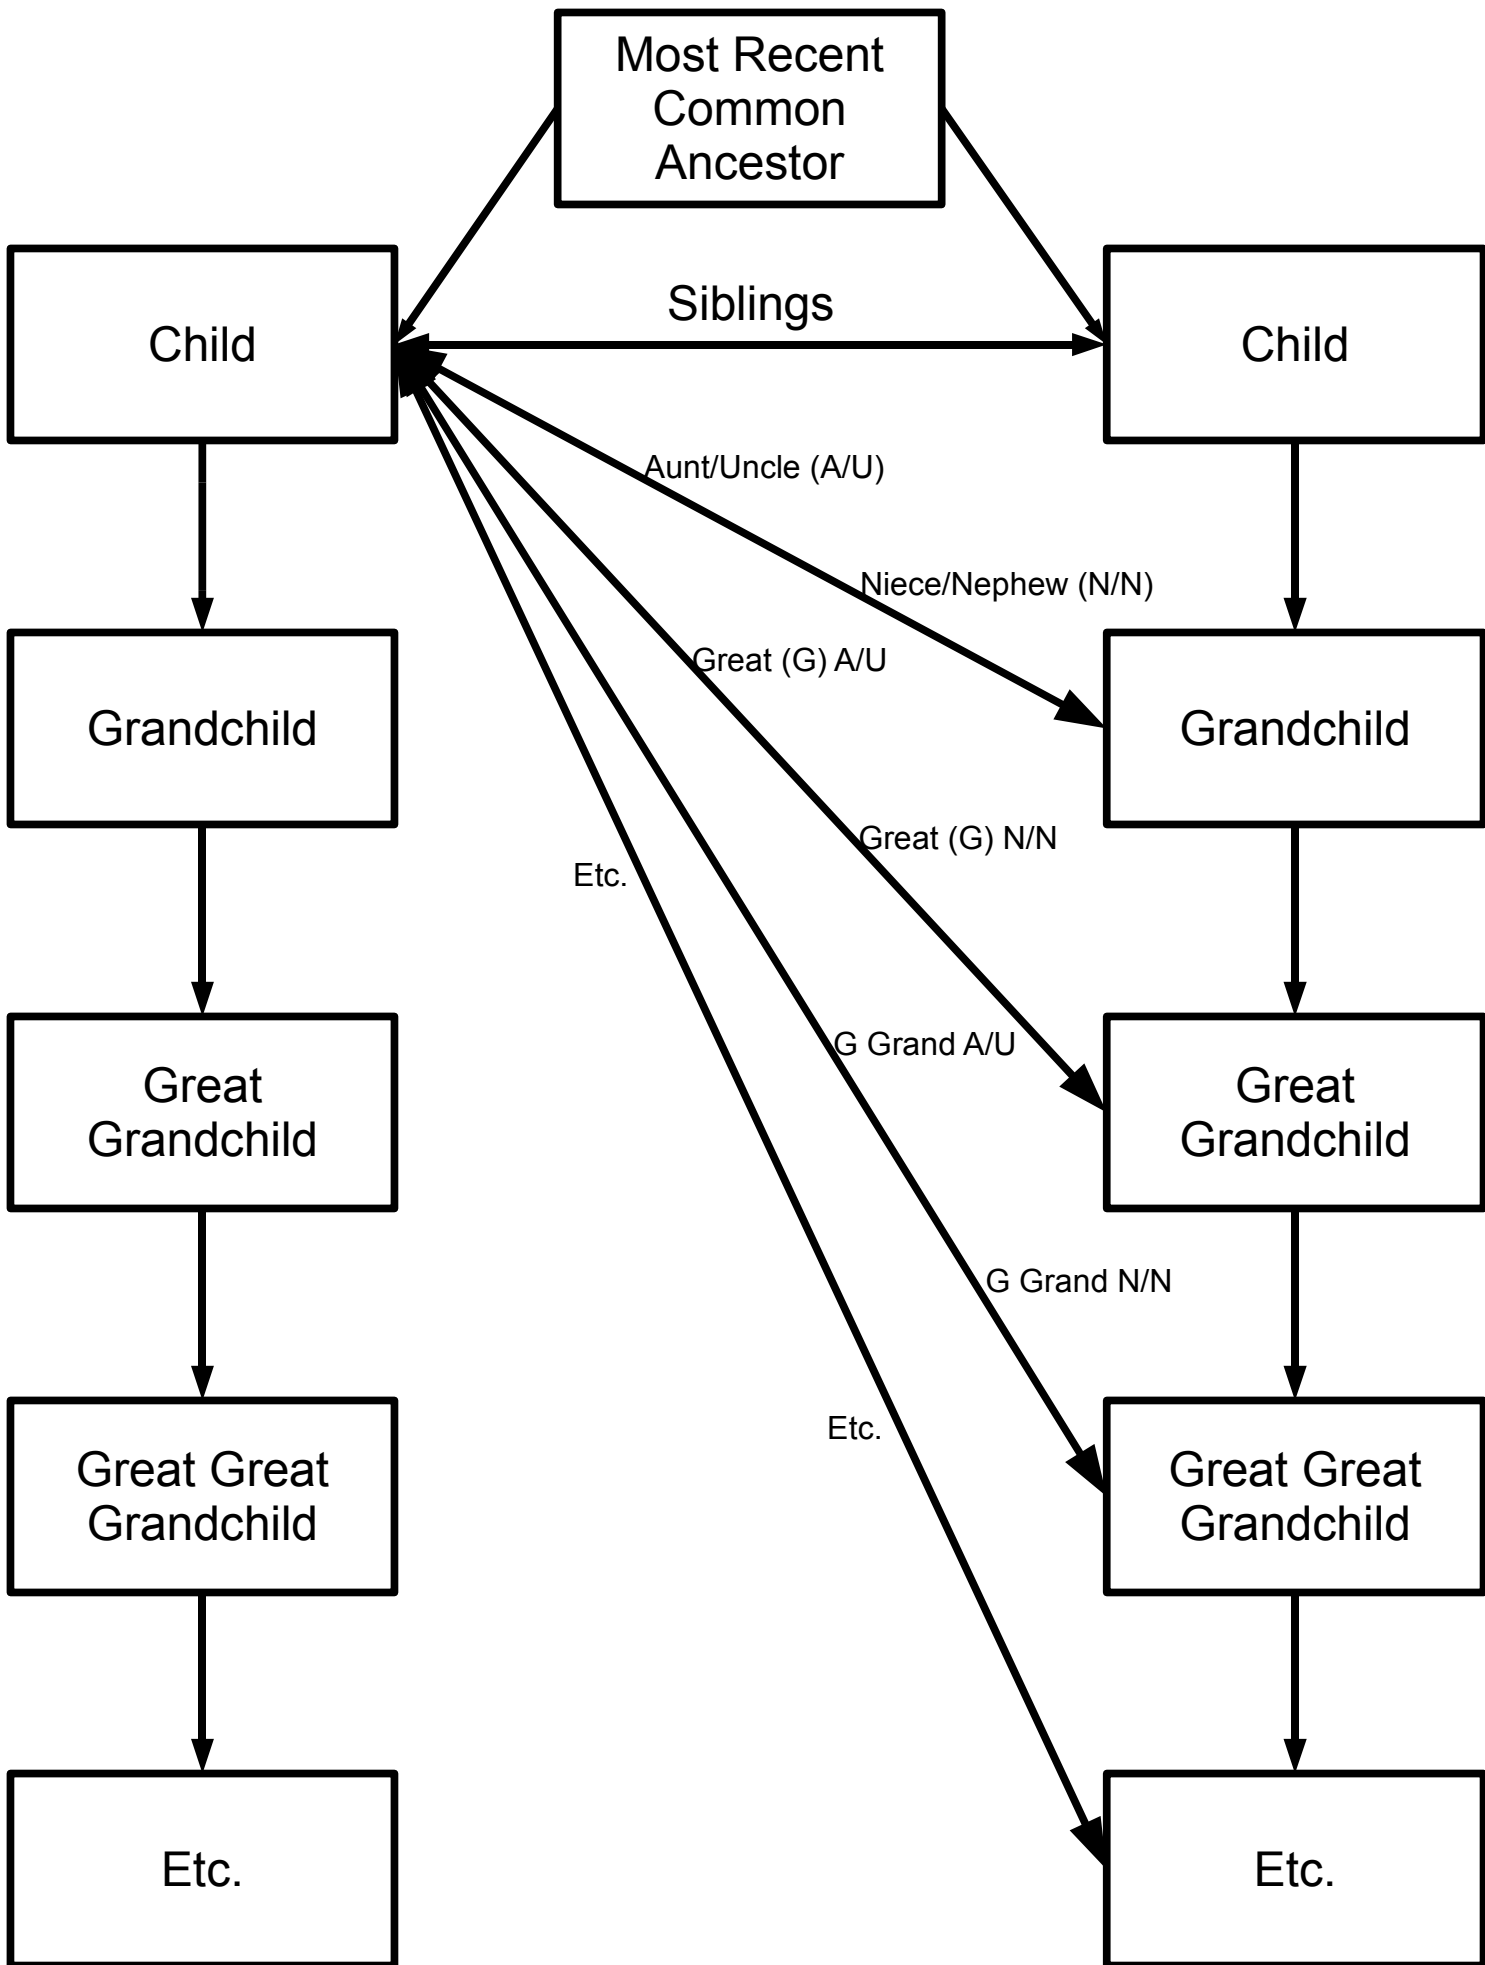 Most Recent
Common
Ancestor
Siblings
Child
Child
Aunt/Uncle (A/U)
Niece/Nephew (N/N)
Great (G) A/U
Grandchild
Grandchild
Great (G) N/N
Etc.
G Grand A/U
Great
Grandchild
Great
Grandchild
G Grand N/N
Etc.
Great Great
Grandchild
Great Great
Grandchild
Etc.
Etc.